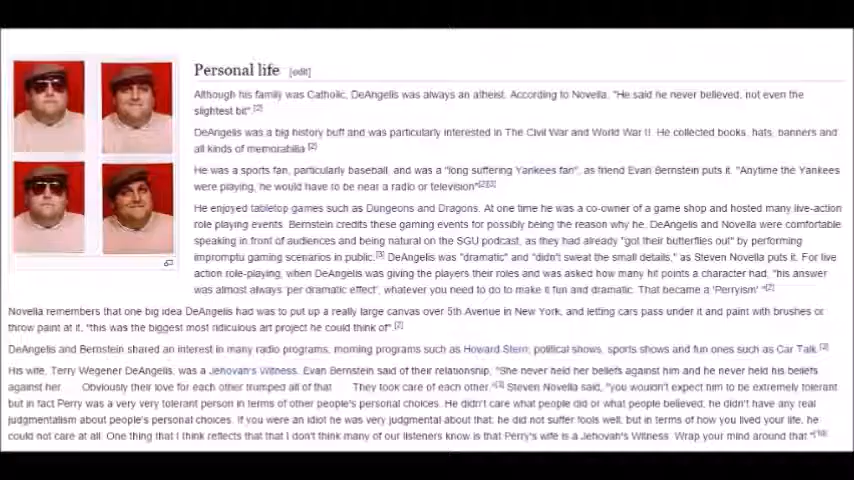 Personal life [edit]
Although his family was Catholic, DeAngelis was always an atheist. According to Novella, "He said he never believed, not even the
slightest bit".[2]
DeAngelis was a big history buff and was particularly interested in The Civil War and World War II. He collected books, hats, banners and
all kinds of memorabilia.[2]
He was a sports fan, particularly baseball, and was a "long suffering Yankees fan", as friend Evan Bernstein puts it. "Anytime the Yankees
were playing, he would have to be near a radio or television"[2][3]
He enjoyed tabletop games such as Dungeons and Dragons. At one time he was a co-owner of a game shop and hosted many live-action
role playing events. Bernstein credits these gaming events for possibly being the reason why he, DeAngelis and Novella were comfortable
speaking in front of audiences and being natural on the SGU podcast, as they had already "got their butterflies out" by performing
impromptu gaming scenarios in public.[3] DeAngelis was "dramatic" and "didn't sweat the small details," as Steven Novella puts it. For live
action role-playing, when DeAngelis was giving the players their roles and was asked how many hit points a character had, "his answer
was almost always 'per dramatic effect', whatever you need to do to make it fun and dramatic. That became a 'Perryism' "[2]
Novella remembers that one big idea DeAngelis had was to put up a really large canvas over 5th Avenue in New York, and letting cars pass under it and paint with brushes or
throw paint at it, "this was the biggest most ridiculous art project he could think of".[2]
DeAngelis and Bernstein shared an interest in many radio programs, morning programs such as Howard Stern, political shows, sports shows and fun ones such as Car Talk.[3]
His wife, Terry Wegener DeAngelis, was a Jehovah's Witness. Evan Bernstein said of their relationship, "She never held her beliefs against him and he never held his beliefs
against her Obviously their love for each other trumped all of that They took care of each other."[3] Steven Novella said, "you wouldn't expect him to be extremely tolerant
but in fact Perry was a very very tolerant person in terms of other people's personal choices. He didn't care what people did or what people believed, he didn't have any real
judgmentalism about people's personal choices. If you were an idiot he was very judgmental about that; he did not suffer fools well, but in terms of how you lived your life, he
could not care at all. One thing that I think reflects that that I don't think many of our listeners know is that Perry's wife is a Jehovah's Witness. Wrap your mind around that."[10]